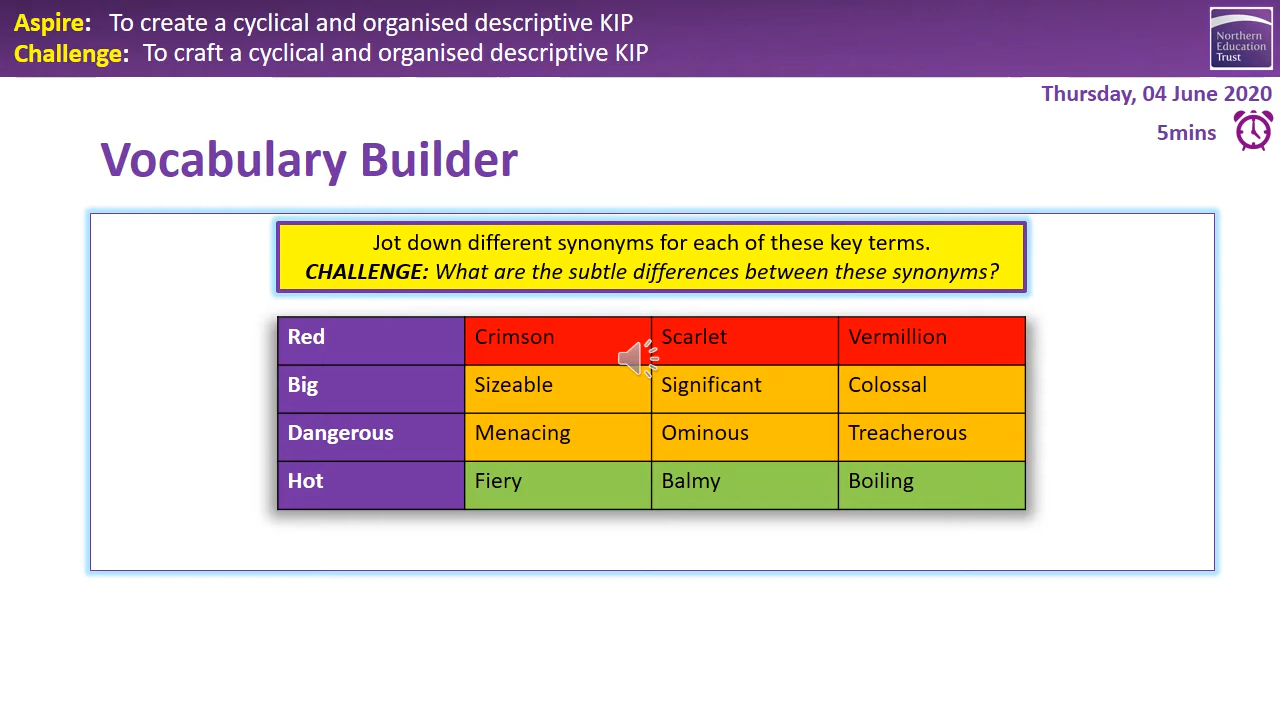 Aspire: To create a cyclical and organised descriptive KIP
Challenge: To craft a cyclical and organised descriptive KIP
Northern
Education
Trust
Thursday, 04 June 2020
5mins
Vocabulary Builder
Jot down different synonyms for each of these key terms.
CHALLENGE: What are the subtle differences between these synonyms?
Red Crimson Scarlet Vermillion
Big Sizeable Significant Colossal
Dangerous Menacing Ominous Treacherous
Hot Fiery Balmy Boiling